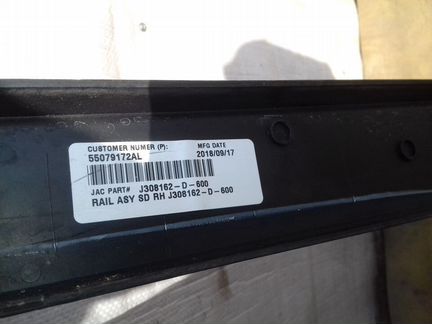 CUSTOMER NUMER (P): MFG DATE
55079172AL 2018/09/17
JAC PART# J308162-D-600
RAIL ASY SD RH J308162-D-600